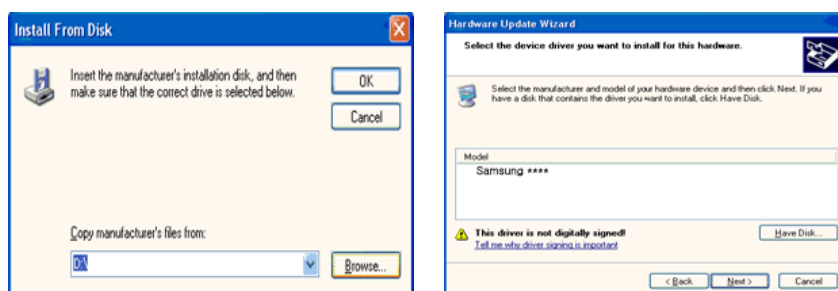 Install From Disk
Insert the manufacturer's installation disk, and then
make sure that the correct drive is selected below.
OK
Cancel
Copy manufacturer's files from:
D:\
Browse...
Hardware Update Wizard
Select the device driver you want to install for this hardware.
Select the manufacturer and model of your hardware device and then click Next. If you
have a disk that contains the driver you want to install, click Have Disk.
Model
Samsung ****
This driver is not digitally signed!
Tell me why driver signing is important
Have Disk...
< Back
Next >
Cancel